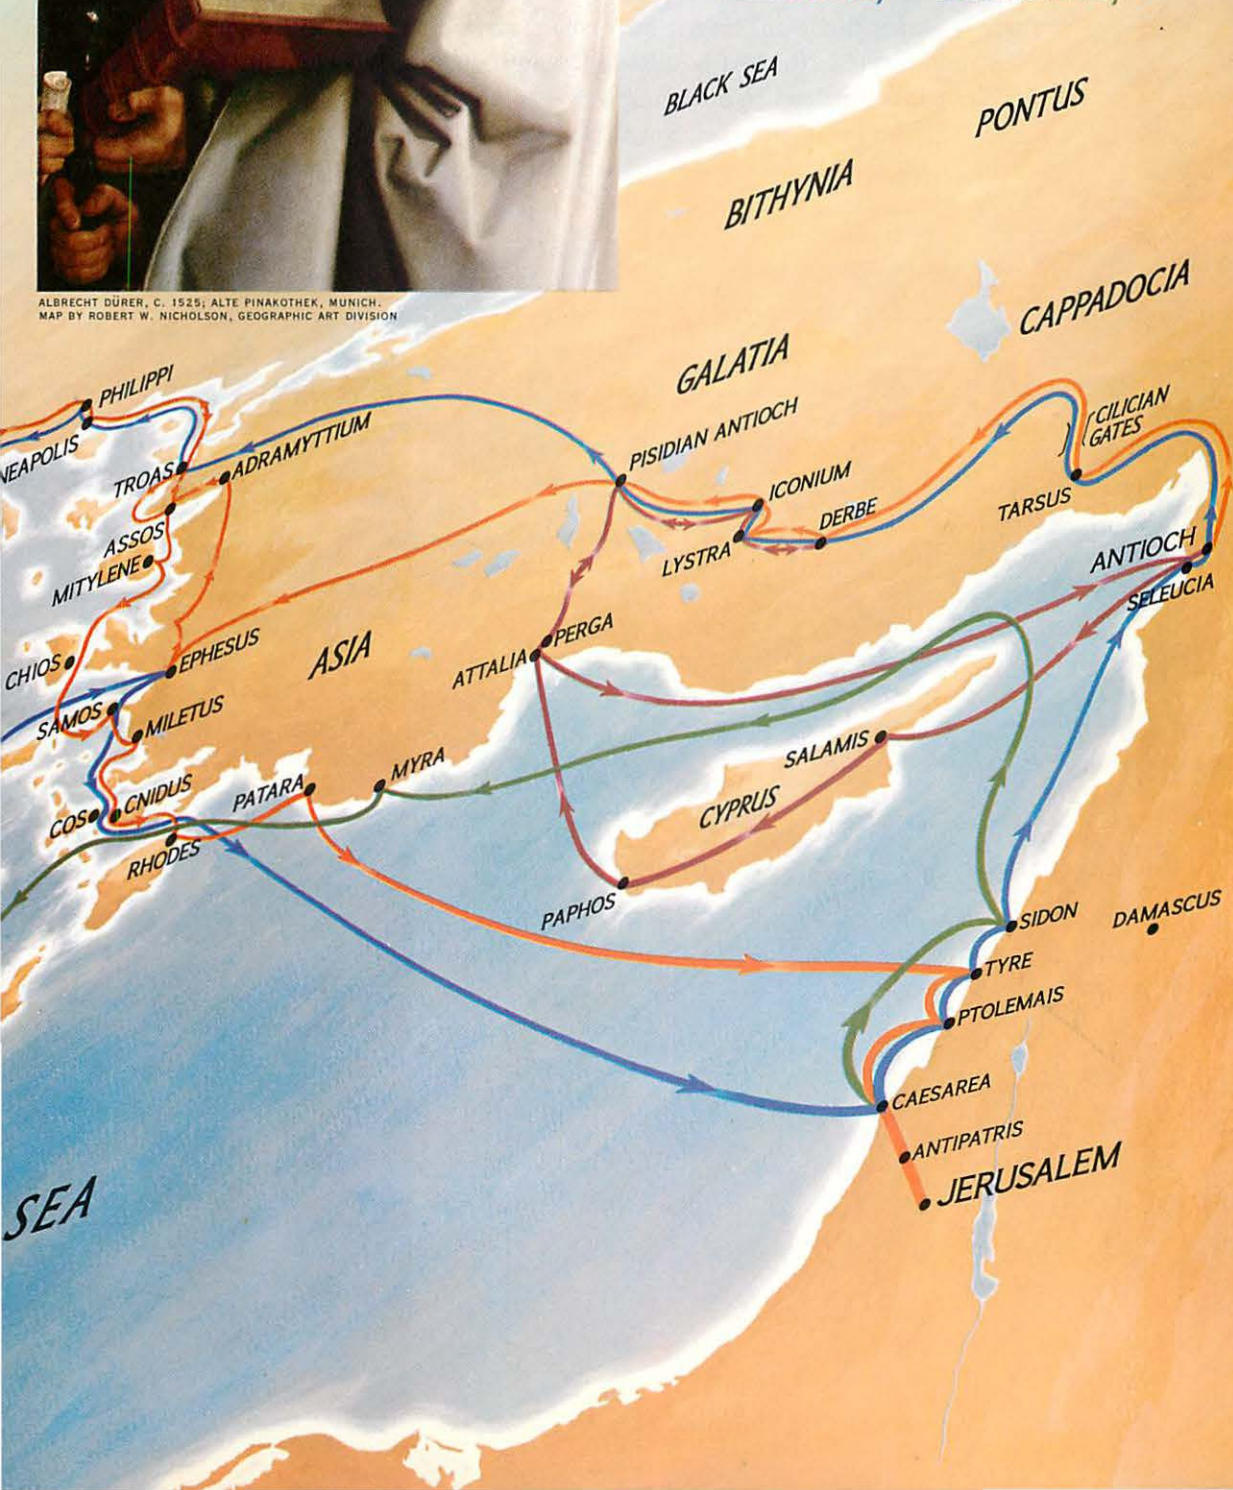 BLACK SEA
PONTUS
BITHYNIA
ALBRECHT DÜRER, C. 1525; ALTE PINAKOTHEK, MUNICH.
MAP BY ROBERT W. NICHOLSON, GEOGRAPHIC ART DIVISION
CAPPADOCIA
GALATIA
PHILIPPI
NEAPOLIS
TROAS
ADRAMYTTIUM
PISIDIAN ANTIOCH
CILICIAN
GATES
ICONIUM
TARSUS
DERBE
LYSTRA
ASSOS
MITYLENE
ANTIOCH
SELEUCIA
CHIOS
EPHESUS
ASIA
PERGA
ATTALIA
SAMOS
MILETUS
SALAMIS
MYRA
PATARA
CNIDUS
COS
CYPRUS
RHODES
PAPHOS
SIDON
DAMASCUS
TYRE
PTOLEMAIS
CAESAREA
ANTIPATRIS
JERUSALEM
SEA